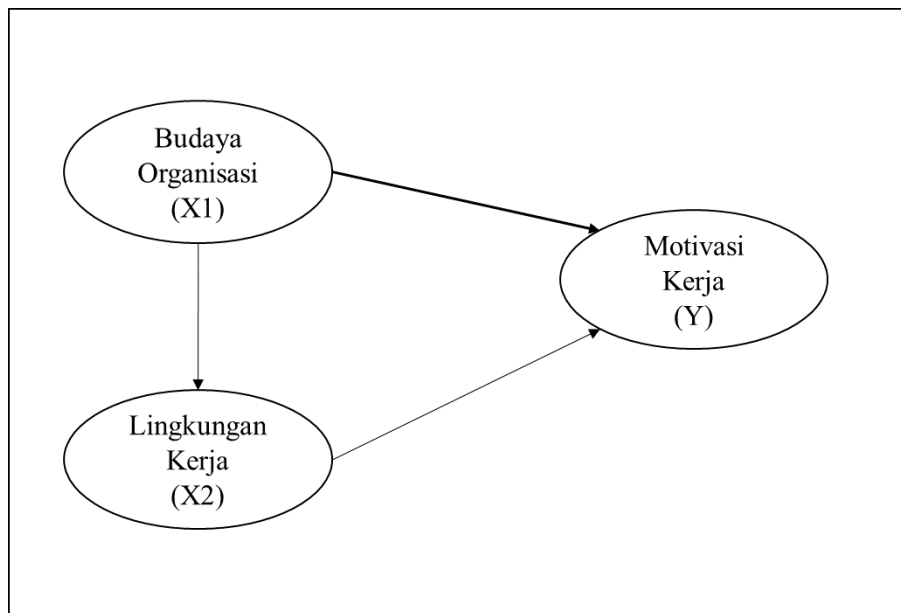 Budaya
Organisasi
(X1)
Motivasi
Kerja
(Y)
Lingkungan
Kerja
(X2)